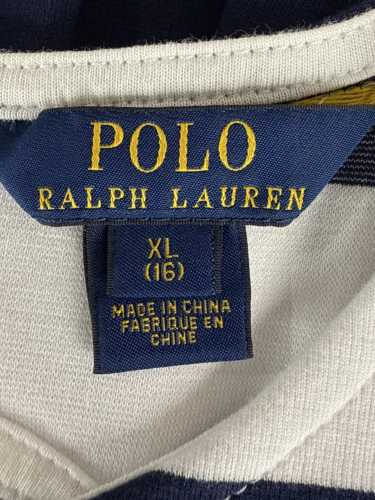 POLO
RALPH LAUREN
XL
(16)
MADE IN CHINA
FABRIQUE EN
CHINE